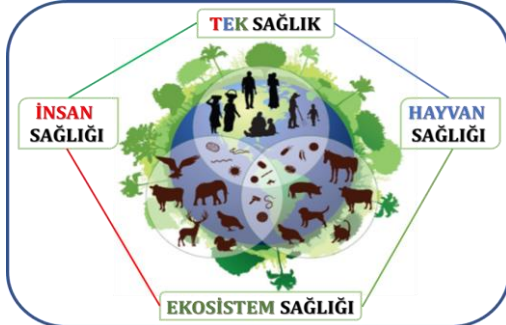 TEK SAĞLIK
İNSAN
SAĞLIĞI
HAYVAN
SAĞLIĞI
EKOSİSTEM SAĞLIĞI